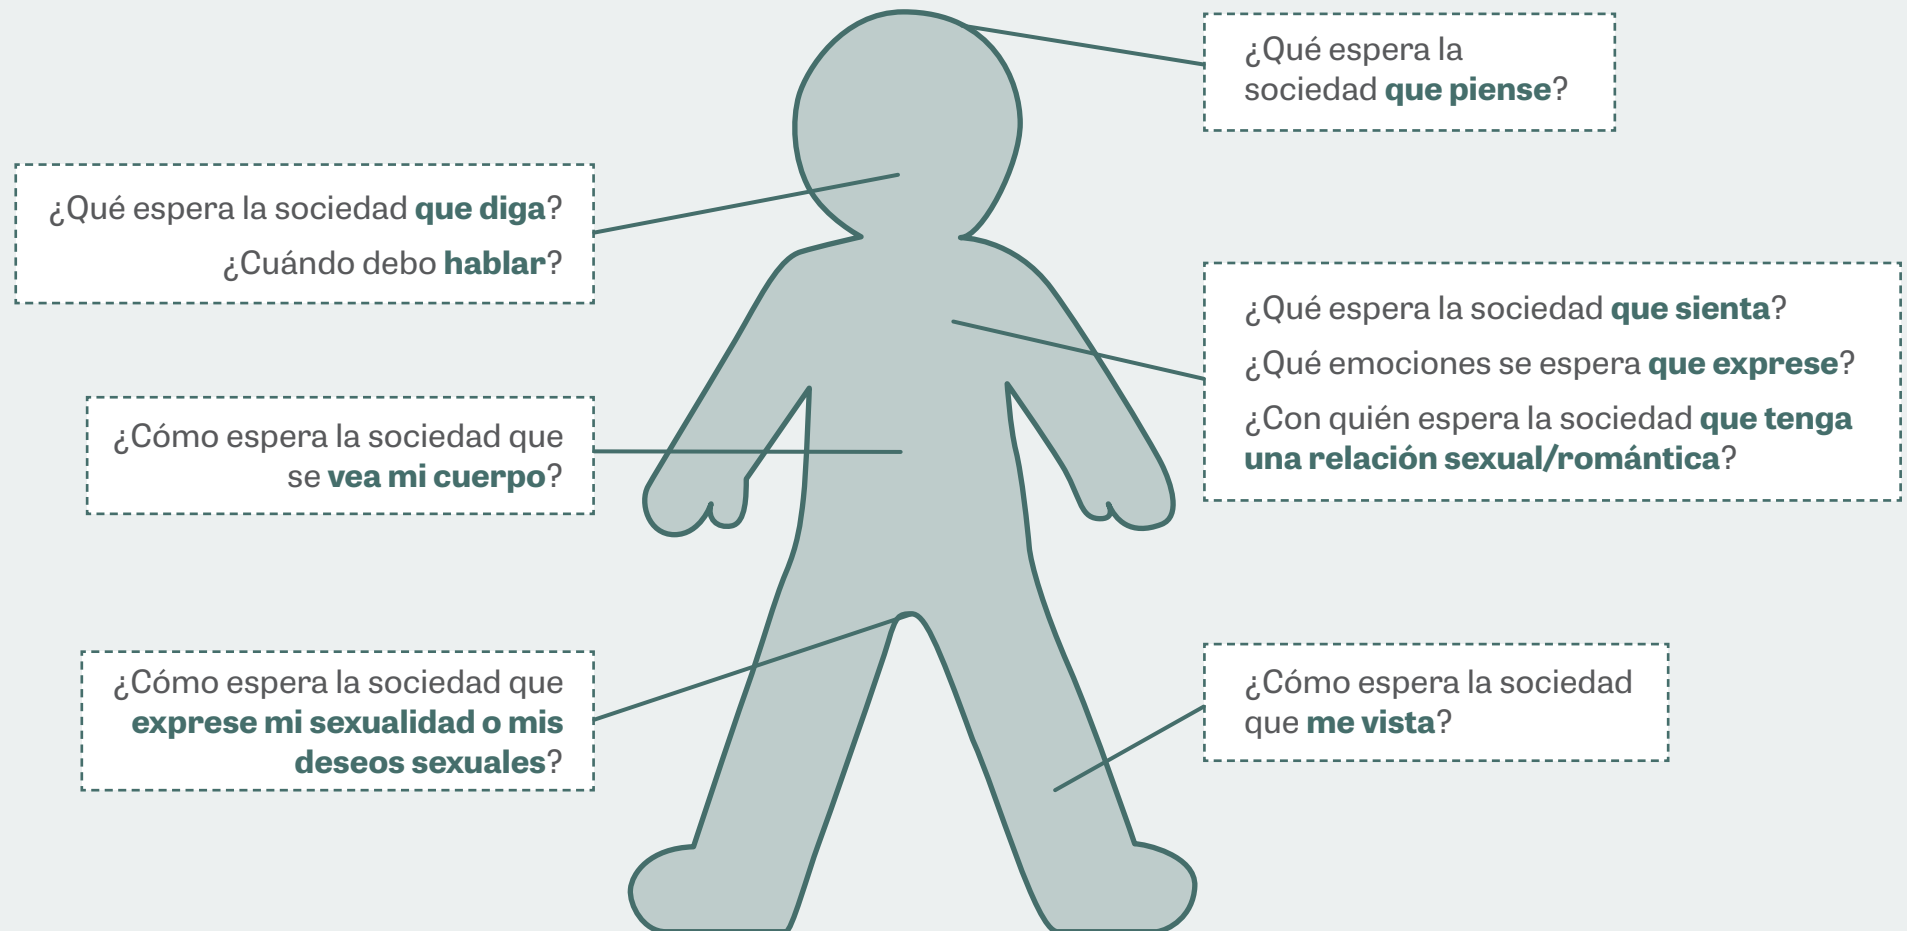 ¿Qué espera la
sociedad que piense?
¿Qué espera la sociedad que diga?
¿Cuándo debo hablar?
¿Qué espera la sociedad que sienta?
¿Qué emociones se espera que exprese?
¿Con quién espera la sociedad que tenga
una relación sexual/romántica?
¿Cómo espera la sociedad que
se vea mi cuerpo?
¿Cómo espera la sociedad que
exprese mi sexualidad o mis
deseos sexuales?
¿Cómo espera la sociedad
que me vista?